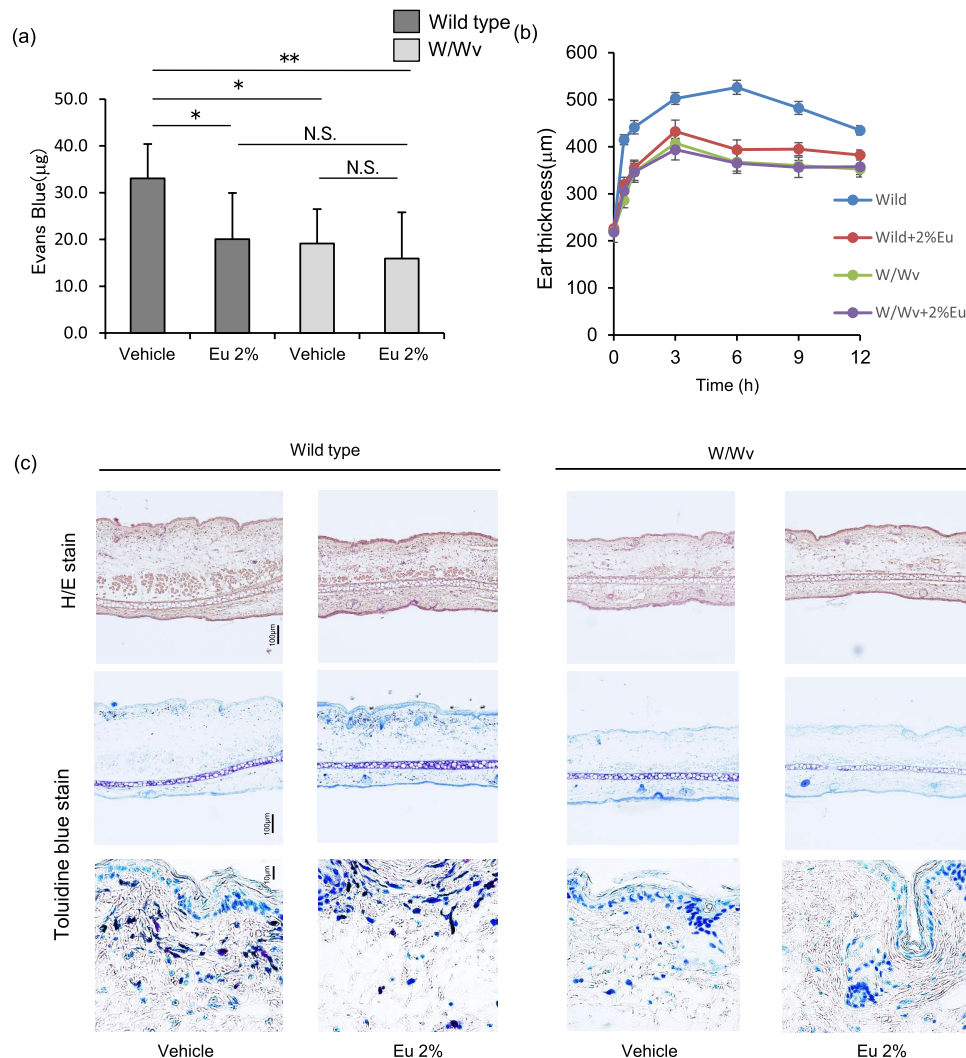 (a)
Wild type
W/Wv
**
*
*
N.S.
N.S.
Evans Blue(µg)
50.0
40.0
30.0
20.0
10.0
0.0
Vehicle
Eu 2%
Vehicle
Eu 2%
(b)
Ear thickness(µm)
600
500
400
300
200
100
0
0
3
6
9
12
Time (h)
Wild
Wild+2%Eu
W/Wv
W/Wv+2%Eu
(c)
Wild type
W/Wv
H/E stain
100µm
Toluidine blue stain
100µm
10µm
Vehicle
Eu 2%
Vehicle
Eu 2%